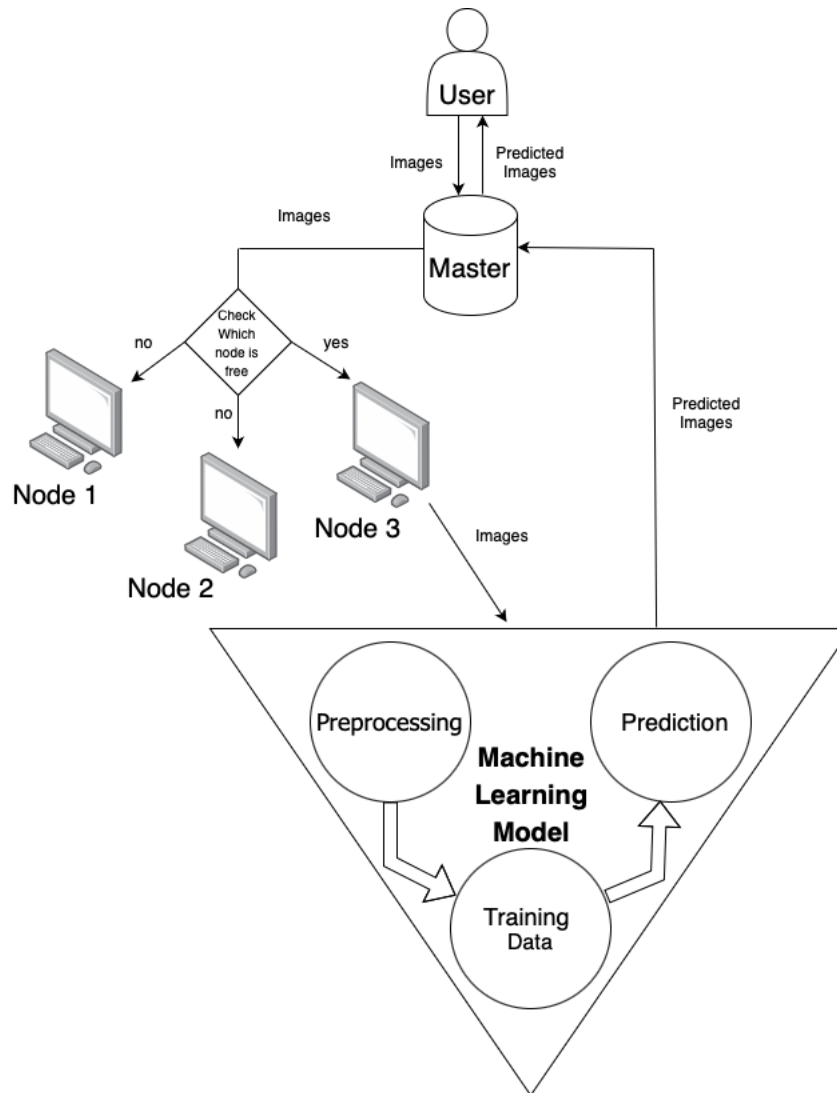 User
Images
Predicted
Images
Images
Master
Check
Which
node is
free
no
yes
no
Node 1
Node 2
Node 3
Images
Predicted
Images
Preprocessing
Prediction
Machine
Learning
Model
Training
Data